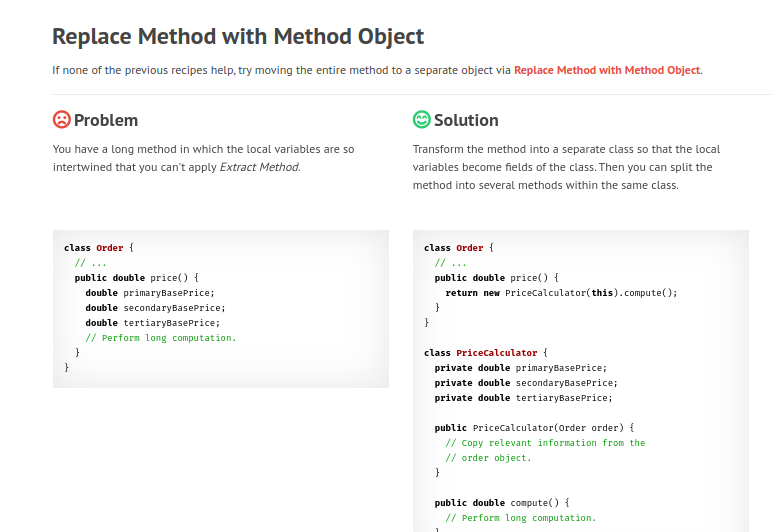 Replace Method with Method Object
If none of the previous recipes help, try moving the entire method to a separate object via Replace Method with Method Object.
Problem
You have a long method in which the local variables are so
intertwined that you can't apply Extract Method.
class Order {
  // ...
  public double price() {
    double primaryBasePrice;
    double secondaryBasePrice;
    double tertiaryBasePrice;
    // Perform long computation.
  }
}
Solution
Transform the method into a separate class so that the local
variables become fields of the class. Then you can split the
method into several methods within the same class.
class Order {
  // ...
  public double price() {
    return new PriceCalculator(this).compute();
  }
}
class PriceCalculator {
  private double primaryBasePrice;
  private double secondaryBasePrice;
  private double tertiaryBasePrice;
  public PriceCalculator(Order order) {
    // Copy relevant information from the
    // order object.
  }
  public double compute() {
    // Perform long computation.
  }